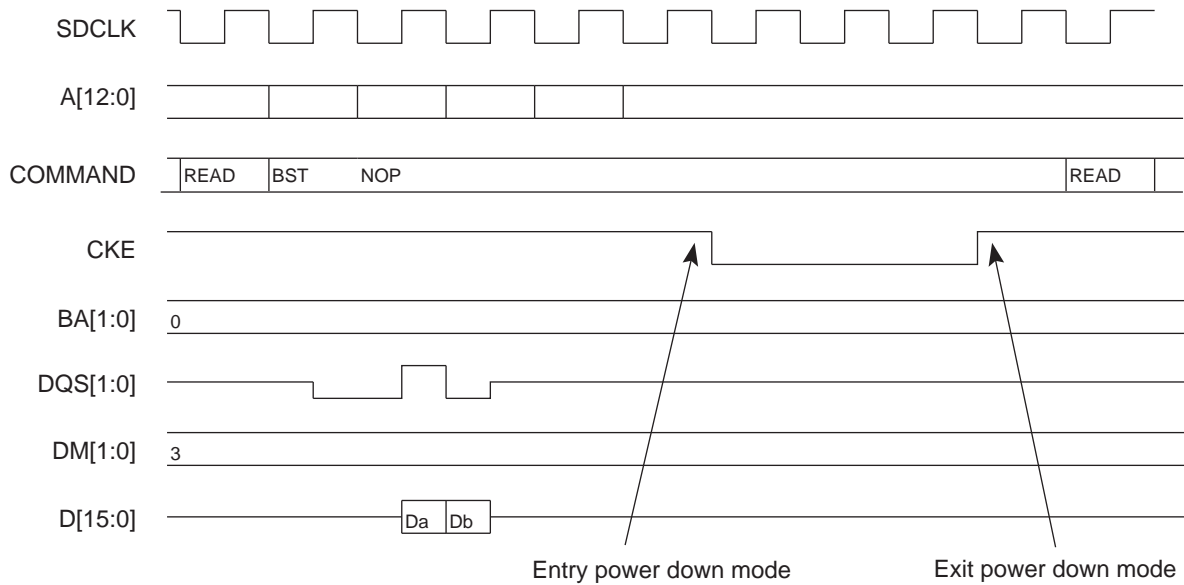 SDCLK
A[12:0]
COMMAND READ BST NOP READ
CKE
BA[1:0] 0
DQS[1:0]
DM[1:0] 3
D[15:0] Da Db
Entry power down mode Exit power down mode